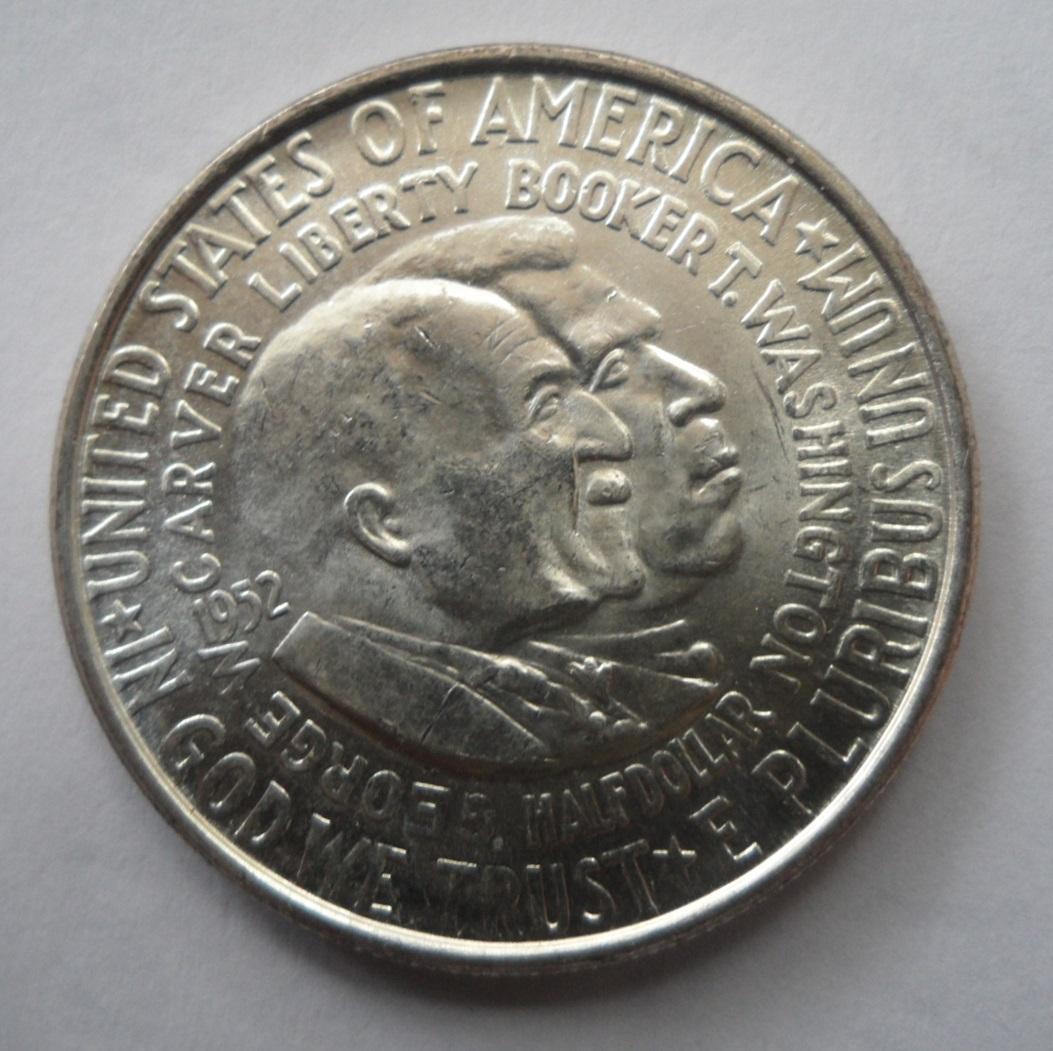 ★ UNITED STATES OF AMERICA ★
E PLURIBUS UNUM
IN GOD WE TRUST ★
GEORGE W. CARVER LIBERTY BOOKER T. WASHINGTON
HALF DOLLAR
1952